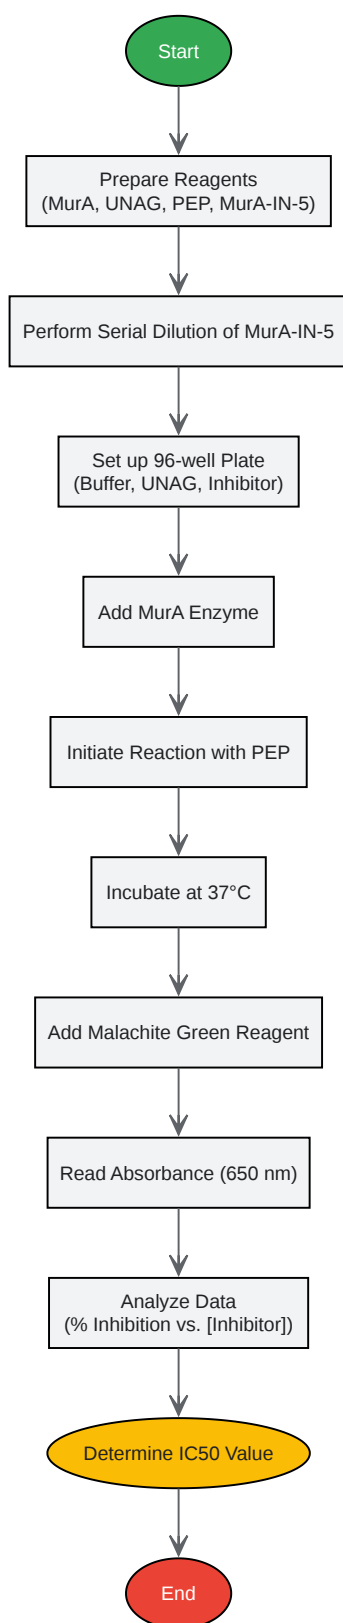 Start
Prepare Reagents
(MurA, UNAG, PEP, MurA-IN-5)
Perform Serial Dilution of MurA-IN-5
Set up 96-well Plate
(Buffer, UNAG, Inhibitor)
Add MurA Enzyme
Initiate Reaction with PEP
Incubate at 37°C
Add Malachite Green Reagent
Read Absorbance (650 nm)
Analyze Data
(% Inhibition vs. [Inhibitor])
Determine IC50 Value
End